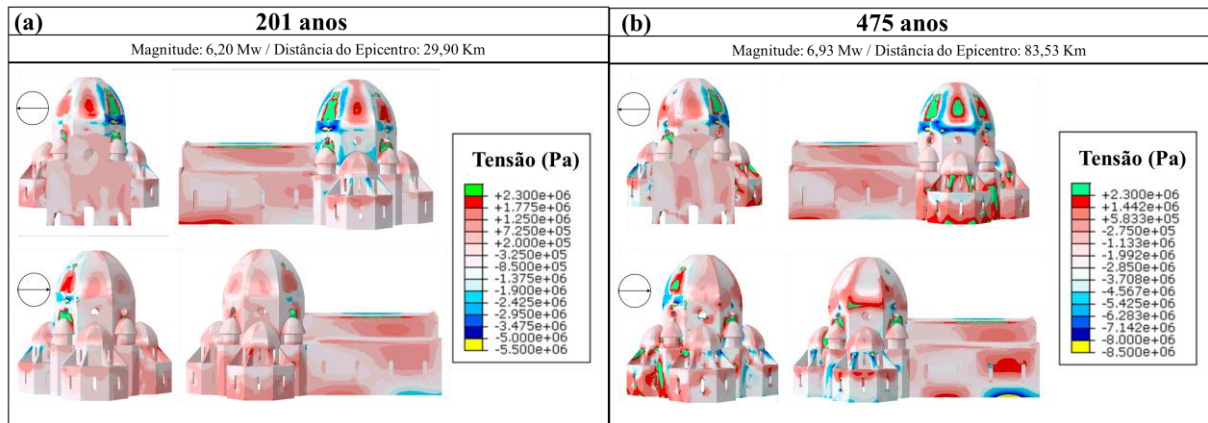 (a)
201 anos
Magnitude: 6,20 Mw / Distância do Epicentro: 29,90 Km
Tensão (Pa)
+2.300e+06
+1.775e+06
+1.250e+06
+7.250e+05
+2.000e+05
-3.250e+05
-8.500e+05
-1.375e+06
-1.900e+06
-2.425e+06
-2.950e+06
-3.475e+06
-5.000e+06
-5.500e+06
(b)
475 anos
Magnitude: 6,93 Mw / Distância do Epicentro: 83,53 Km
Tensão (Pa)
+2.300e+06
+1.442e+06
+5.833e+05
-2.750e+05
-1.133e+06
-1.992e+06
-2.850e+06
-3.708e+06
-4.567e+06
-5.425e+06
-6.283e+06
-7.142e+06
-8.000e+06
-8.500e+06